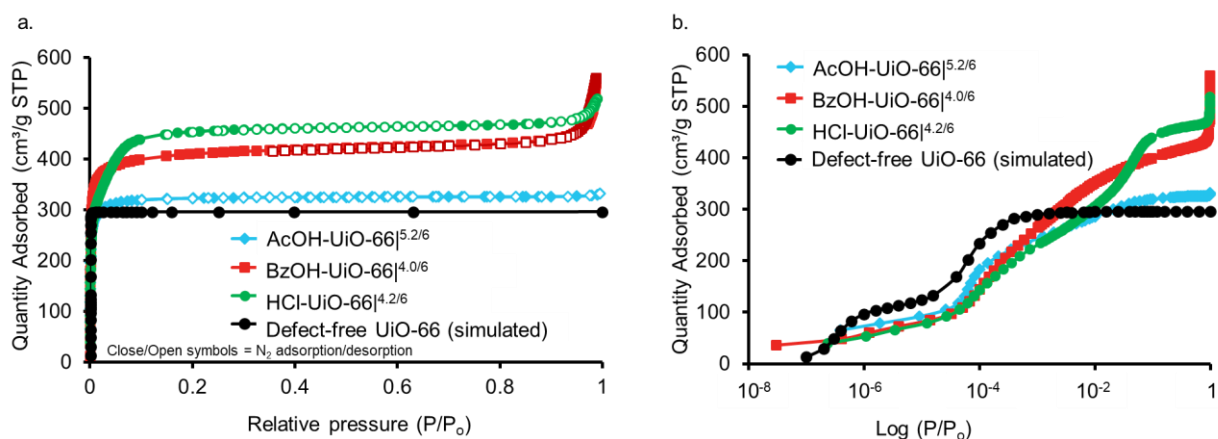 a.
Quantity Adsorbed (cm³/g STP)
600
500
400
300
200
100
0
AcOH-UiO-66|⁵·²/⁶
BzOH-UiO-66|⁴·⁰/⁶
HCl-UiO-66|⁴·²/⁶
Defect-free UiO-66 (simulated)
Close/Open symbols = N₂ adsorption/desorption
0 0.2 0.4 0.6 0.8 1
Relative pressure (P/Pₒ)
b.
Quantity Adsorbed (cm³/g STP)
600
500
400
300
200
100
0
AcOH-UiO-66|⁵·²/⁶
BzOH-UiO-66|⁴·⁰/⁶
HCl-UiO-66|⁴·²/⁶
Defect-free UiO-66 (simulated)
10⁻⁸ 10⁻⁶ 10⁻⁴ 10⁻² 1
Log (P/Pₒ)